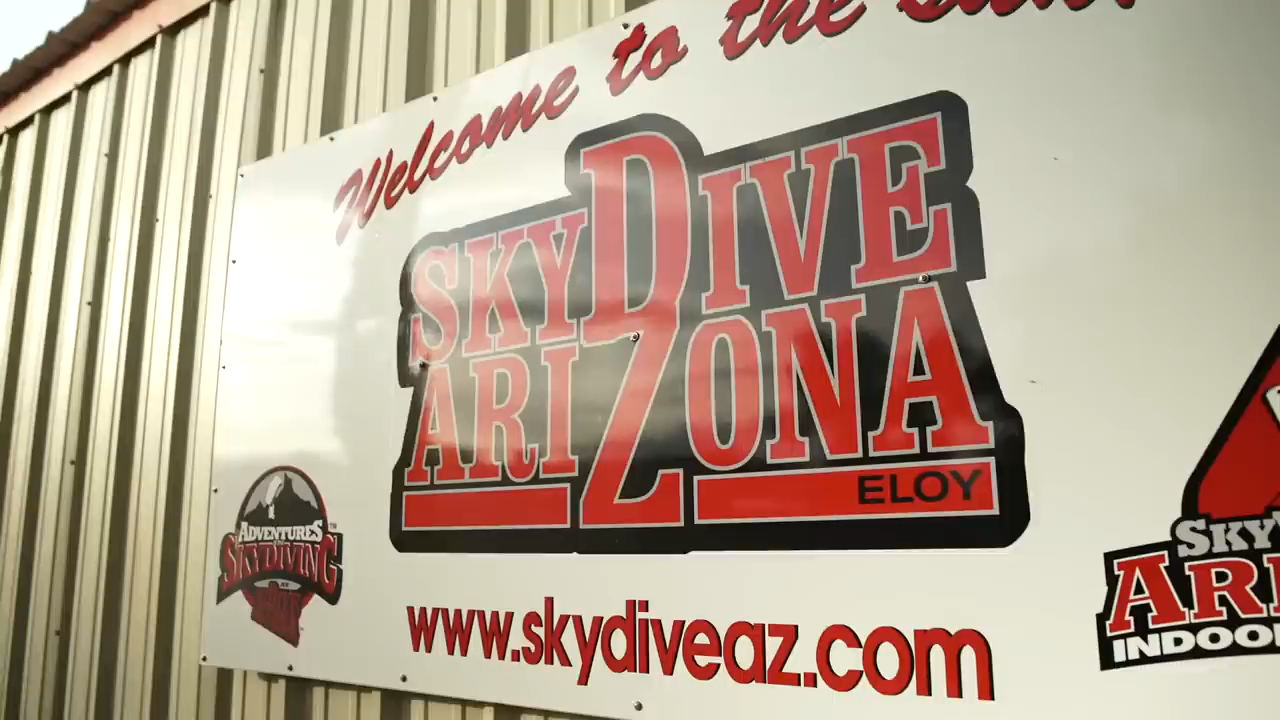 Welcome to the
SKYDIVE
ARIZONA
ELOY
ADVENTURES
SKYDIVING
www.skydiveaz.com
SKY
ARI
INDOO